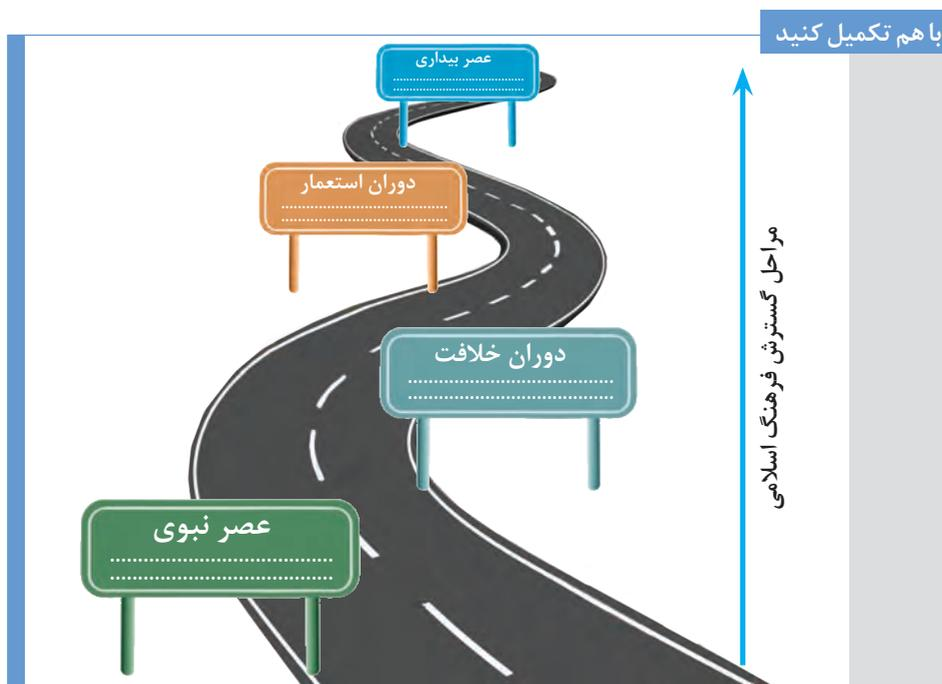 با هم تکمیل کنید
عصر بیداری
دوران استعمار
دوران خلافت
عصر نبوی
مراحل گسترش فرهنگ اسلامی